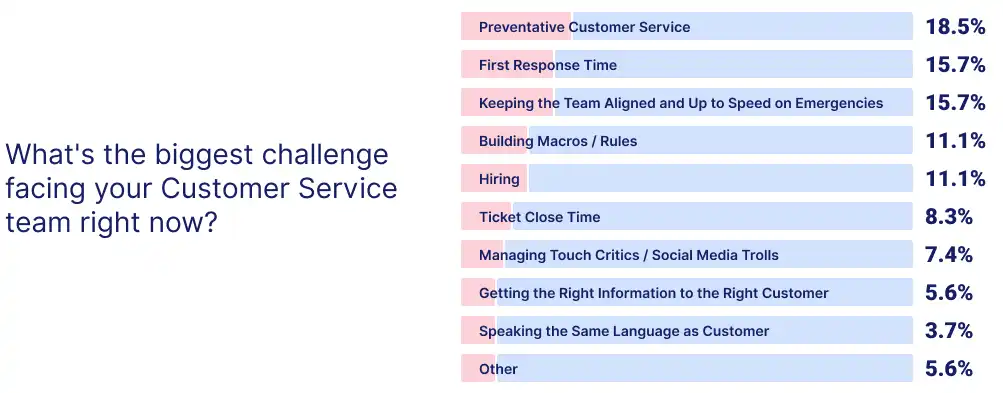 What's the biggest challenge
facing your Customer Service
team right now?
Preventative Customer Service 18.5%
First Response Time 15.7%
Keeping the Team Aligned and Up to Speed on Emergencies 15.7%
Building Macros / Rules 11.1%
Hiring 11.1%
Ticket Close Time 8.3%
Managing Touch Critics / Social Media Trolls 7.4%
Getting the Right Information to the Right Customer 5.6%
Speaking the Same Language as Customer 3.7%
Other 5.6%